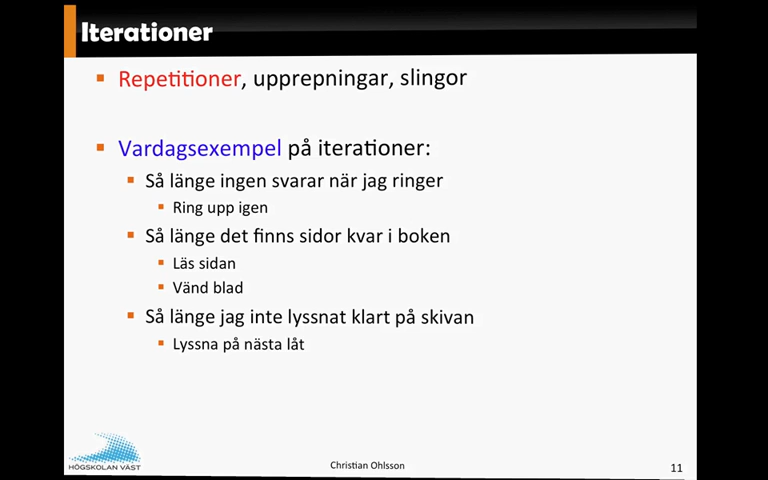 Iterationer
Repetitioner, upprepningar, slingor
Vardagsexempel på iterationer:
Så länge ingen svarar när jag ringer
Ring upp igen
Så länge det finns sidor kvar i boken
Läs sidan
Vänd blad
Så länge jag inte lyssnat klart på skivan
Lyssna på nästa låt
HÖGSKOLAN VÄST
Christian Ohlsson
11